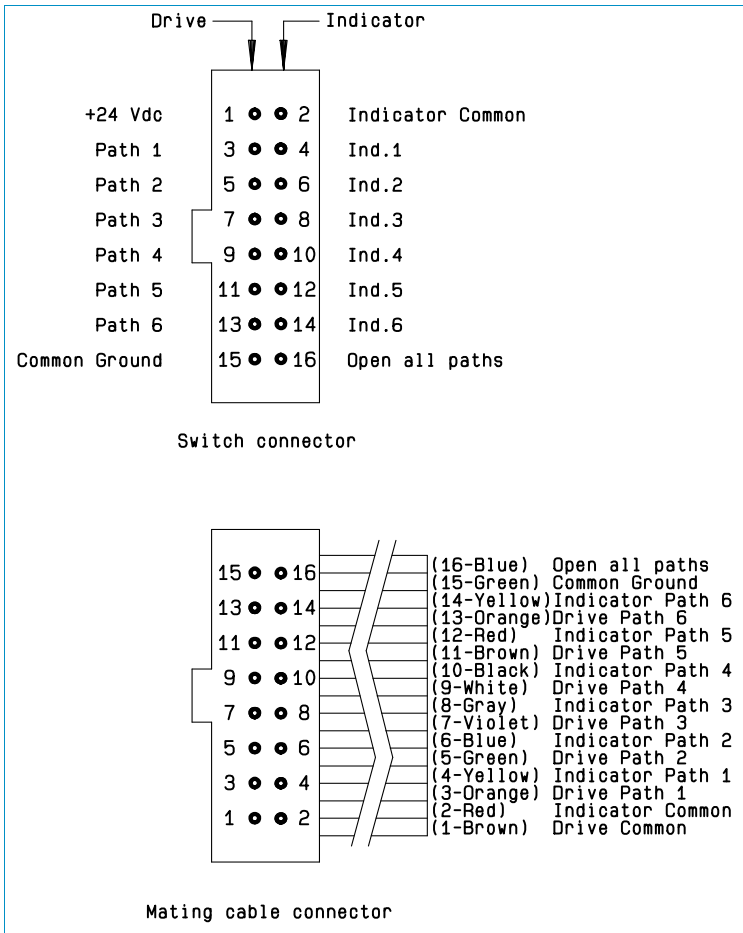 Drive Indicator
+24 Vdc 1 2 Indicator Common
Path 1 3 4 Ind.1
Path 2 5 6 Ind.2
Path 3 7 8 Ind.3
Path 4 9 10 Ind.4
Path 5 11 12 Ind.5
Path 6 13 14 Ind.6
Common Ground 15 16 Open all paths
Switch connector
15 16
13 14
11 12
9 10
7 8
5 6
3 4
1 2
(16-Blue) Open all paths
(15-Green) Common Ground
(14-Yellow) Indicator Path 6
(13-Orange) Drive Path 6
(12-Red) Indicator Path 5
(11-Brown) Drive Path 5
(10-Black) Indicator Path 4
(9-White) Drive Path 4
(8-Gray) Indicator Path 3
(7-Violet) Drive Path 3
(6-Blue) Indicator Path 2
(5-Green) Drive Path 2
(4-Yellow) Indicator Path 1
(3-Orange) Drive Path 1
(2-Red) Indicator Common
(1-Brown) Drive Common
Mating cable connector